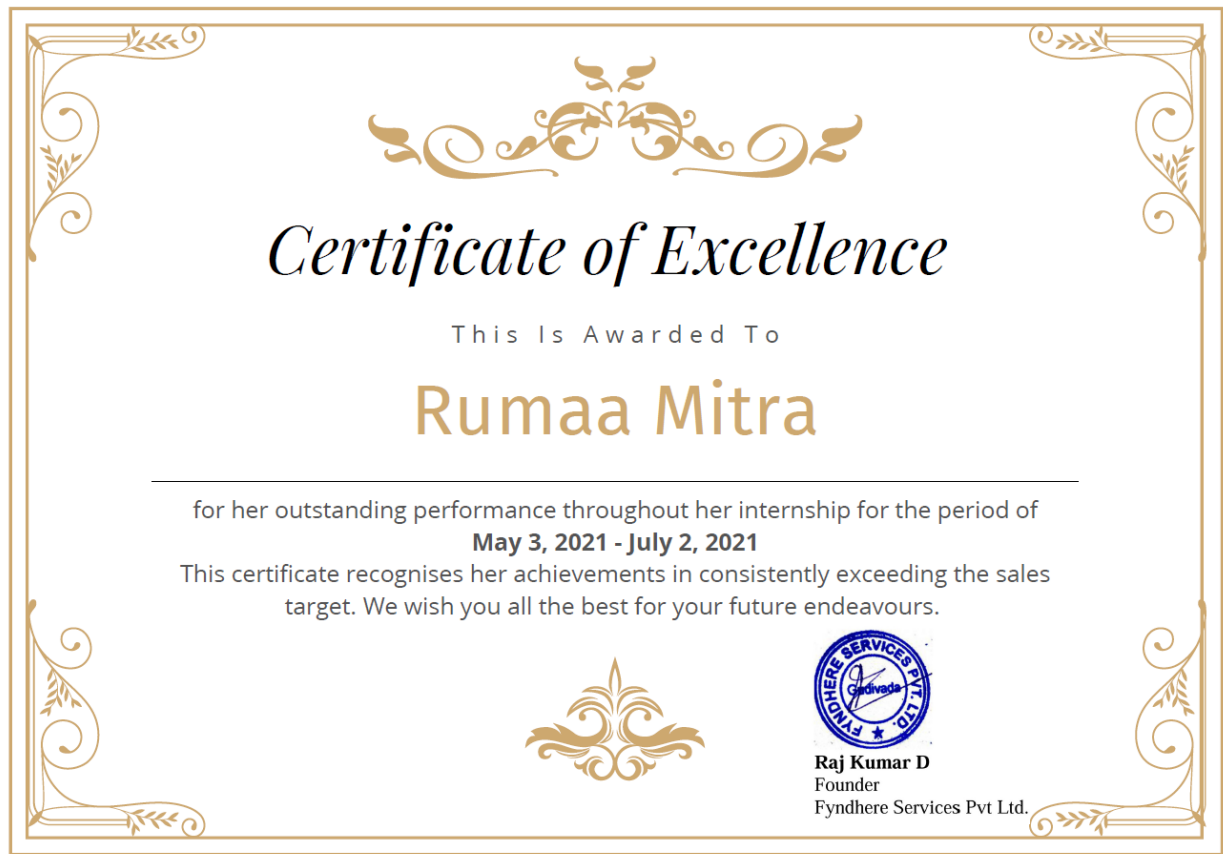 Certificate of Excellence
This Is Awarded To
Rumaa Mitra
for her outstanding performance throughout her internship for the period of
May 3, 2021 - July 2, 2021
This certificate recognises her achievements in consistently exceeding the sales
target. We wish you all the best for your future endeavours.
FYNDHERE SERVICES PVT. LTD.
Gudivada
Raj Kumar D
Founder
Fyndhere Services Pvt Ltd.